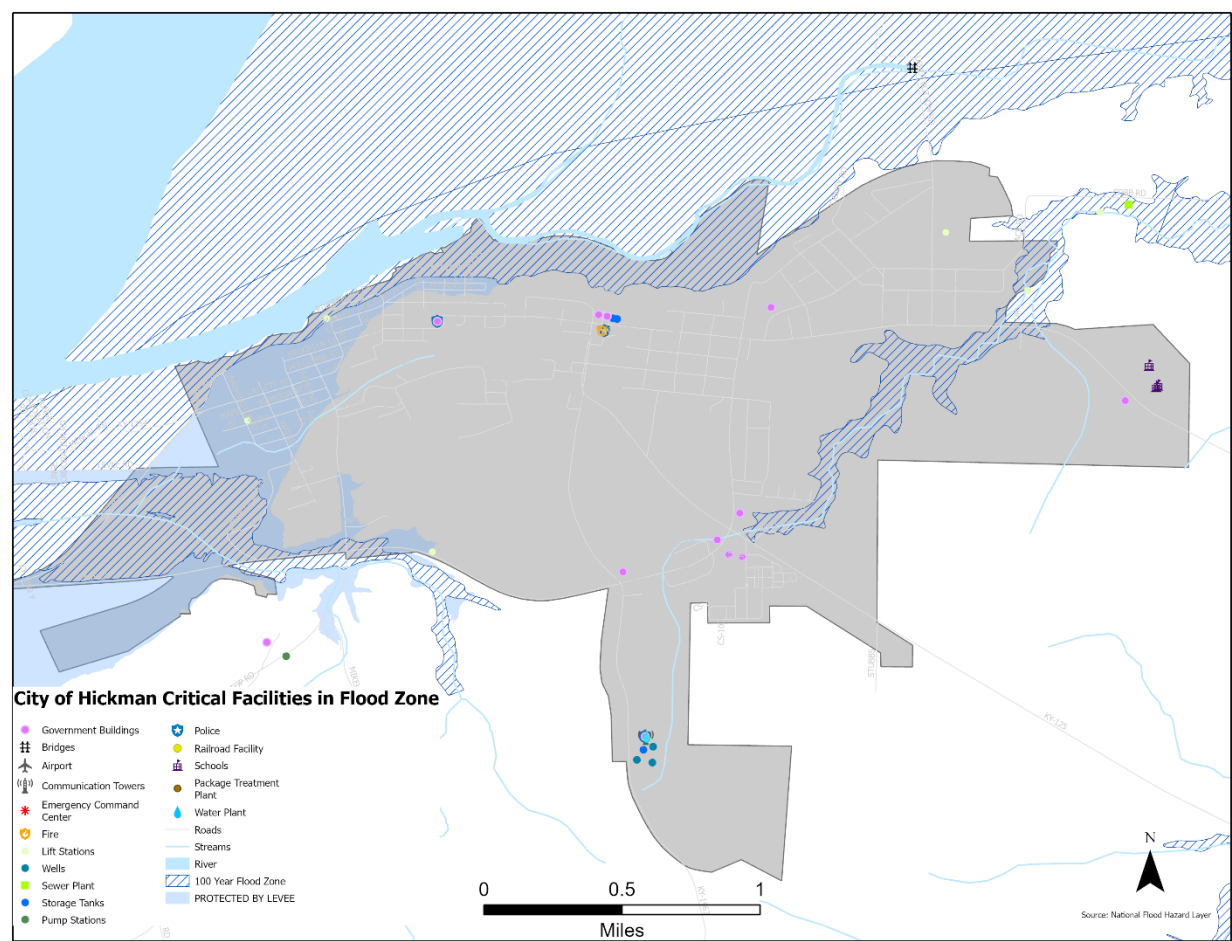 COBB RD
City of Hickman Critical Facilities in Flood Zone
Government Buildings
Bridges
Airport
Communication Towers
Emergency Command
Center
Fire
Lift Stations
Wells
Sewer Plant
Storage Tanks
Pump Stations
Police
Railroad Facility
Schools
Package Treatment
Plant
Water Plant
Roads
Streams
River
100 Year Flood Zone
PROTECTED BY LEVEE
KY-125
RD
0
0.5
1
Miles
N
Source: National Flood Hazard Layer